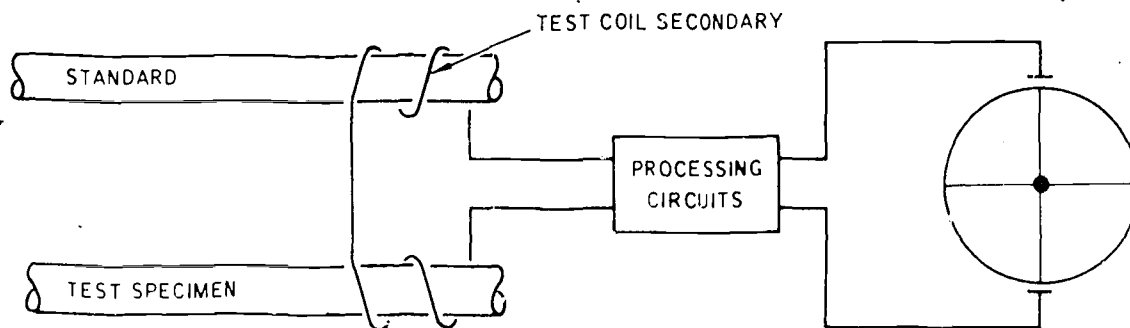 TEST COIL SECONDARY
STANDARD
PROCESSING
CIRCUITS
TEST SPECIMEN